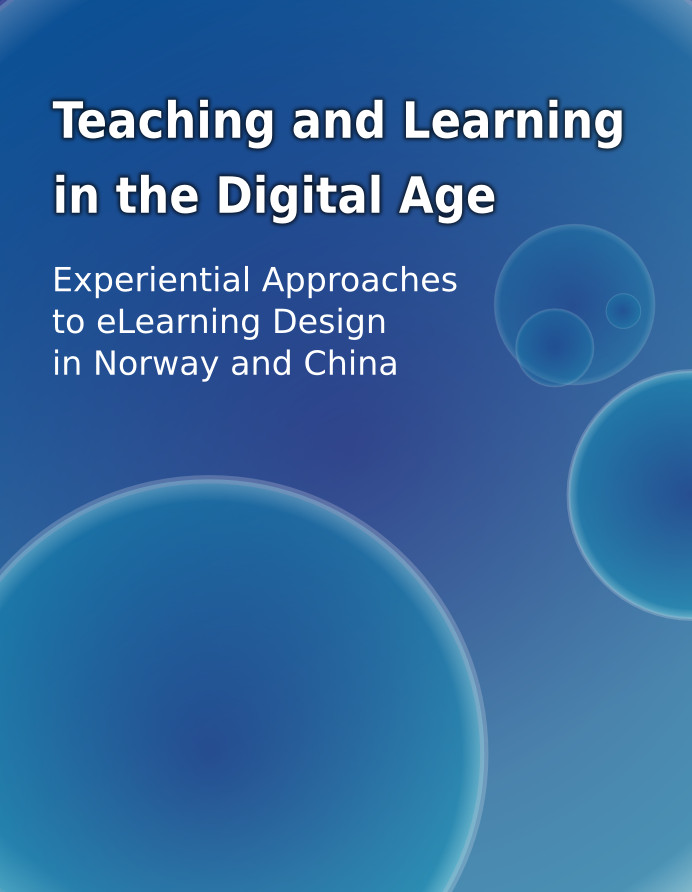 Teaching and Learning
in the Digital Age
Experiential Approaches
to eLearning Design
in Norway and China